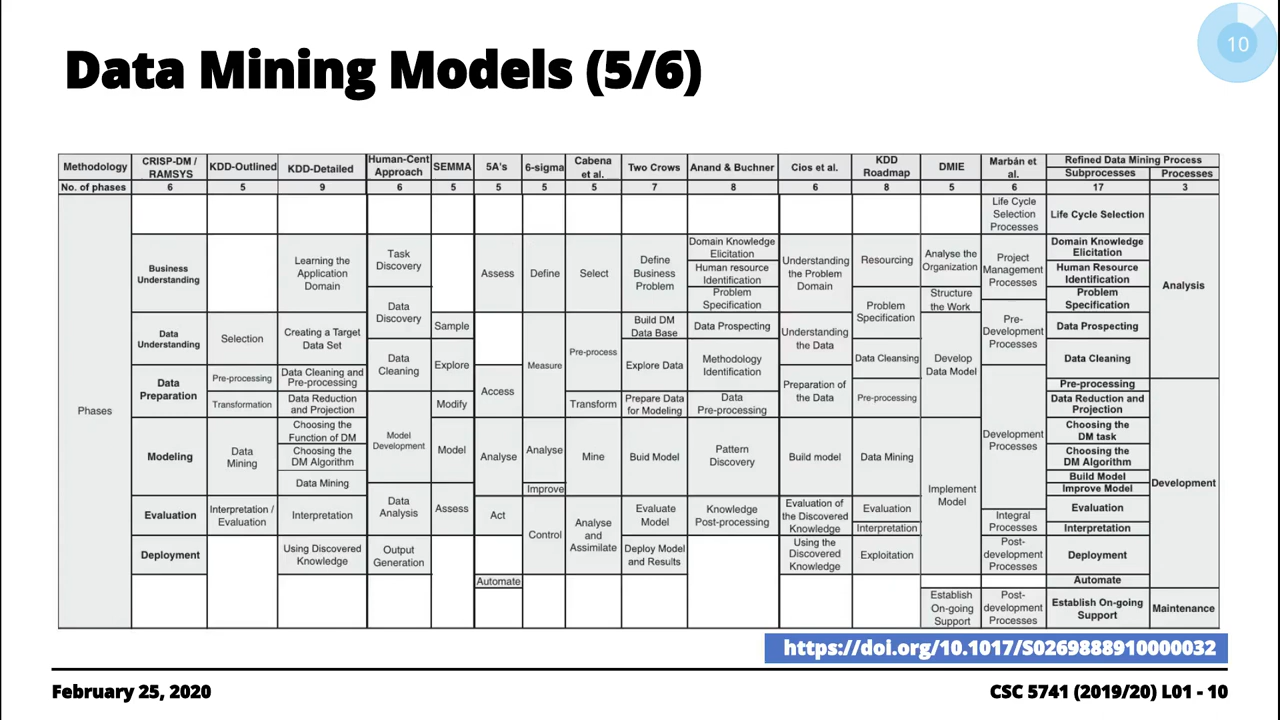 10
Data Mining Models (5/6)
Methodology
CRISP-DM /
RAMSYS
KDD-Outlined
KDD-Detailed
Human-Cent
Approach
SEMMA
5A's
6-sigma
Cabena
et al.
Two Crows
Anand & Buchner
Cios et al.
KDD
Roadmap
DMIE
Marbán et
al.
Refined Data Mining Process
Subprocesses
Processes
No. of phases
6
5
9
6
5
5
5
5
7
8
6
8
5
6
17
3
Phases
Business
Understanding
Data
Understanding
Data
Preparation
Modeling
Evaluation
Deployment
Selection
Pre-processing
Transformation
Data
Mining
Interpretation /
Evaluation
Learning the
Application
Domain
Creating a Target
Data Set
Data Cleaning and
Pre-processing
Data Reduction
and Projection
Choosing the
Function of DM
Choosing the
DM Algorithm
Data Mining
Interpretation
Using Discovered
Knowledge
Task
Discovery
Data
Discovery
Data
Cleaning
Model
Development
Data
Analysis
Output
Generation
Sample
Explore
Modify
Model
Assess
Assess
Access
Analyse
Act
Automate
Define
Measure
Analyse
Improve
Control
Select
Pre-process
Transform
Mine
Analyse
and
Assimilate
Define
Business
Problem
Build DM
Data Base
Explore Data
Prepare Data
for Modeling
Buid Model
Evaluate
Model
Deploy Model
and Results
Domain Knowledge
Elicitation
Human resource
Identification
Problem
Specification
Data Prospecting
Methodology
Identification
Data
Pre-processing
Pattern
Discovery
Knowledge
Post-processing
Understanding
the Problem
Domain
Understanding
the Data
Preparation of
the Data
Build model
Evaluation of
the Discovered
Knowledge
Using the
Discovered
Knowledge
Resourcing
Problem
Specification
Data Cleansing
Pre-processing
Data Mining
Evaluation
Interpretation
Exploitation
Analyse the
Organization
Structure
the Work
Develop
Data Model
Implement
Model
Establish
On-going
Support
Life Cycle
Selection
Processes
Project
Management
Processes
Pre-
Development
Processes
Development
Processes
Integral
Processes
Post-
development
Processes
Post-
development
Processes
Life Cycle Selection
Domain Knowledge
Elicitation
Human Resource
Identification
Problem
Specification
Data Prospecting
Data Cleaning
Pre-processing
Data Reduction and
Projection
Choosing the
DM task
Choosing the
DM Algorithm
Build Model
Improve Model
Evaluation
Interpretation
Deployment
Automate
Establish On-going
Support
Analysis
Development
Maintenance
https://doi.org/10.1017/S0269888910000032
February 25, 2020
CSC 5741 (2019/20) L01 - 10